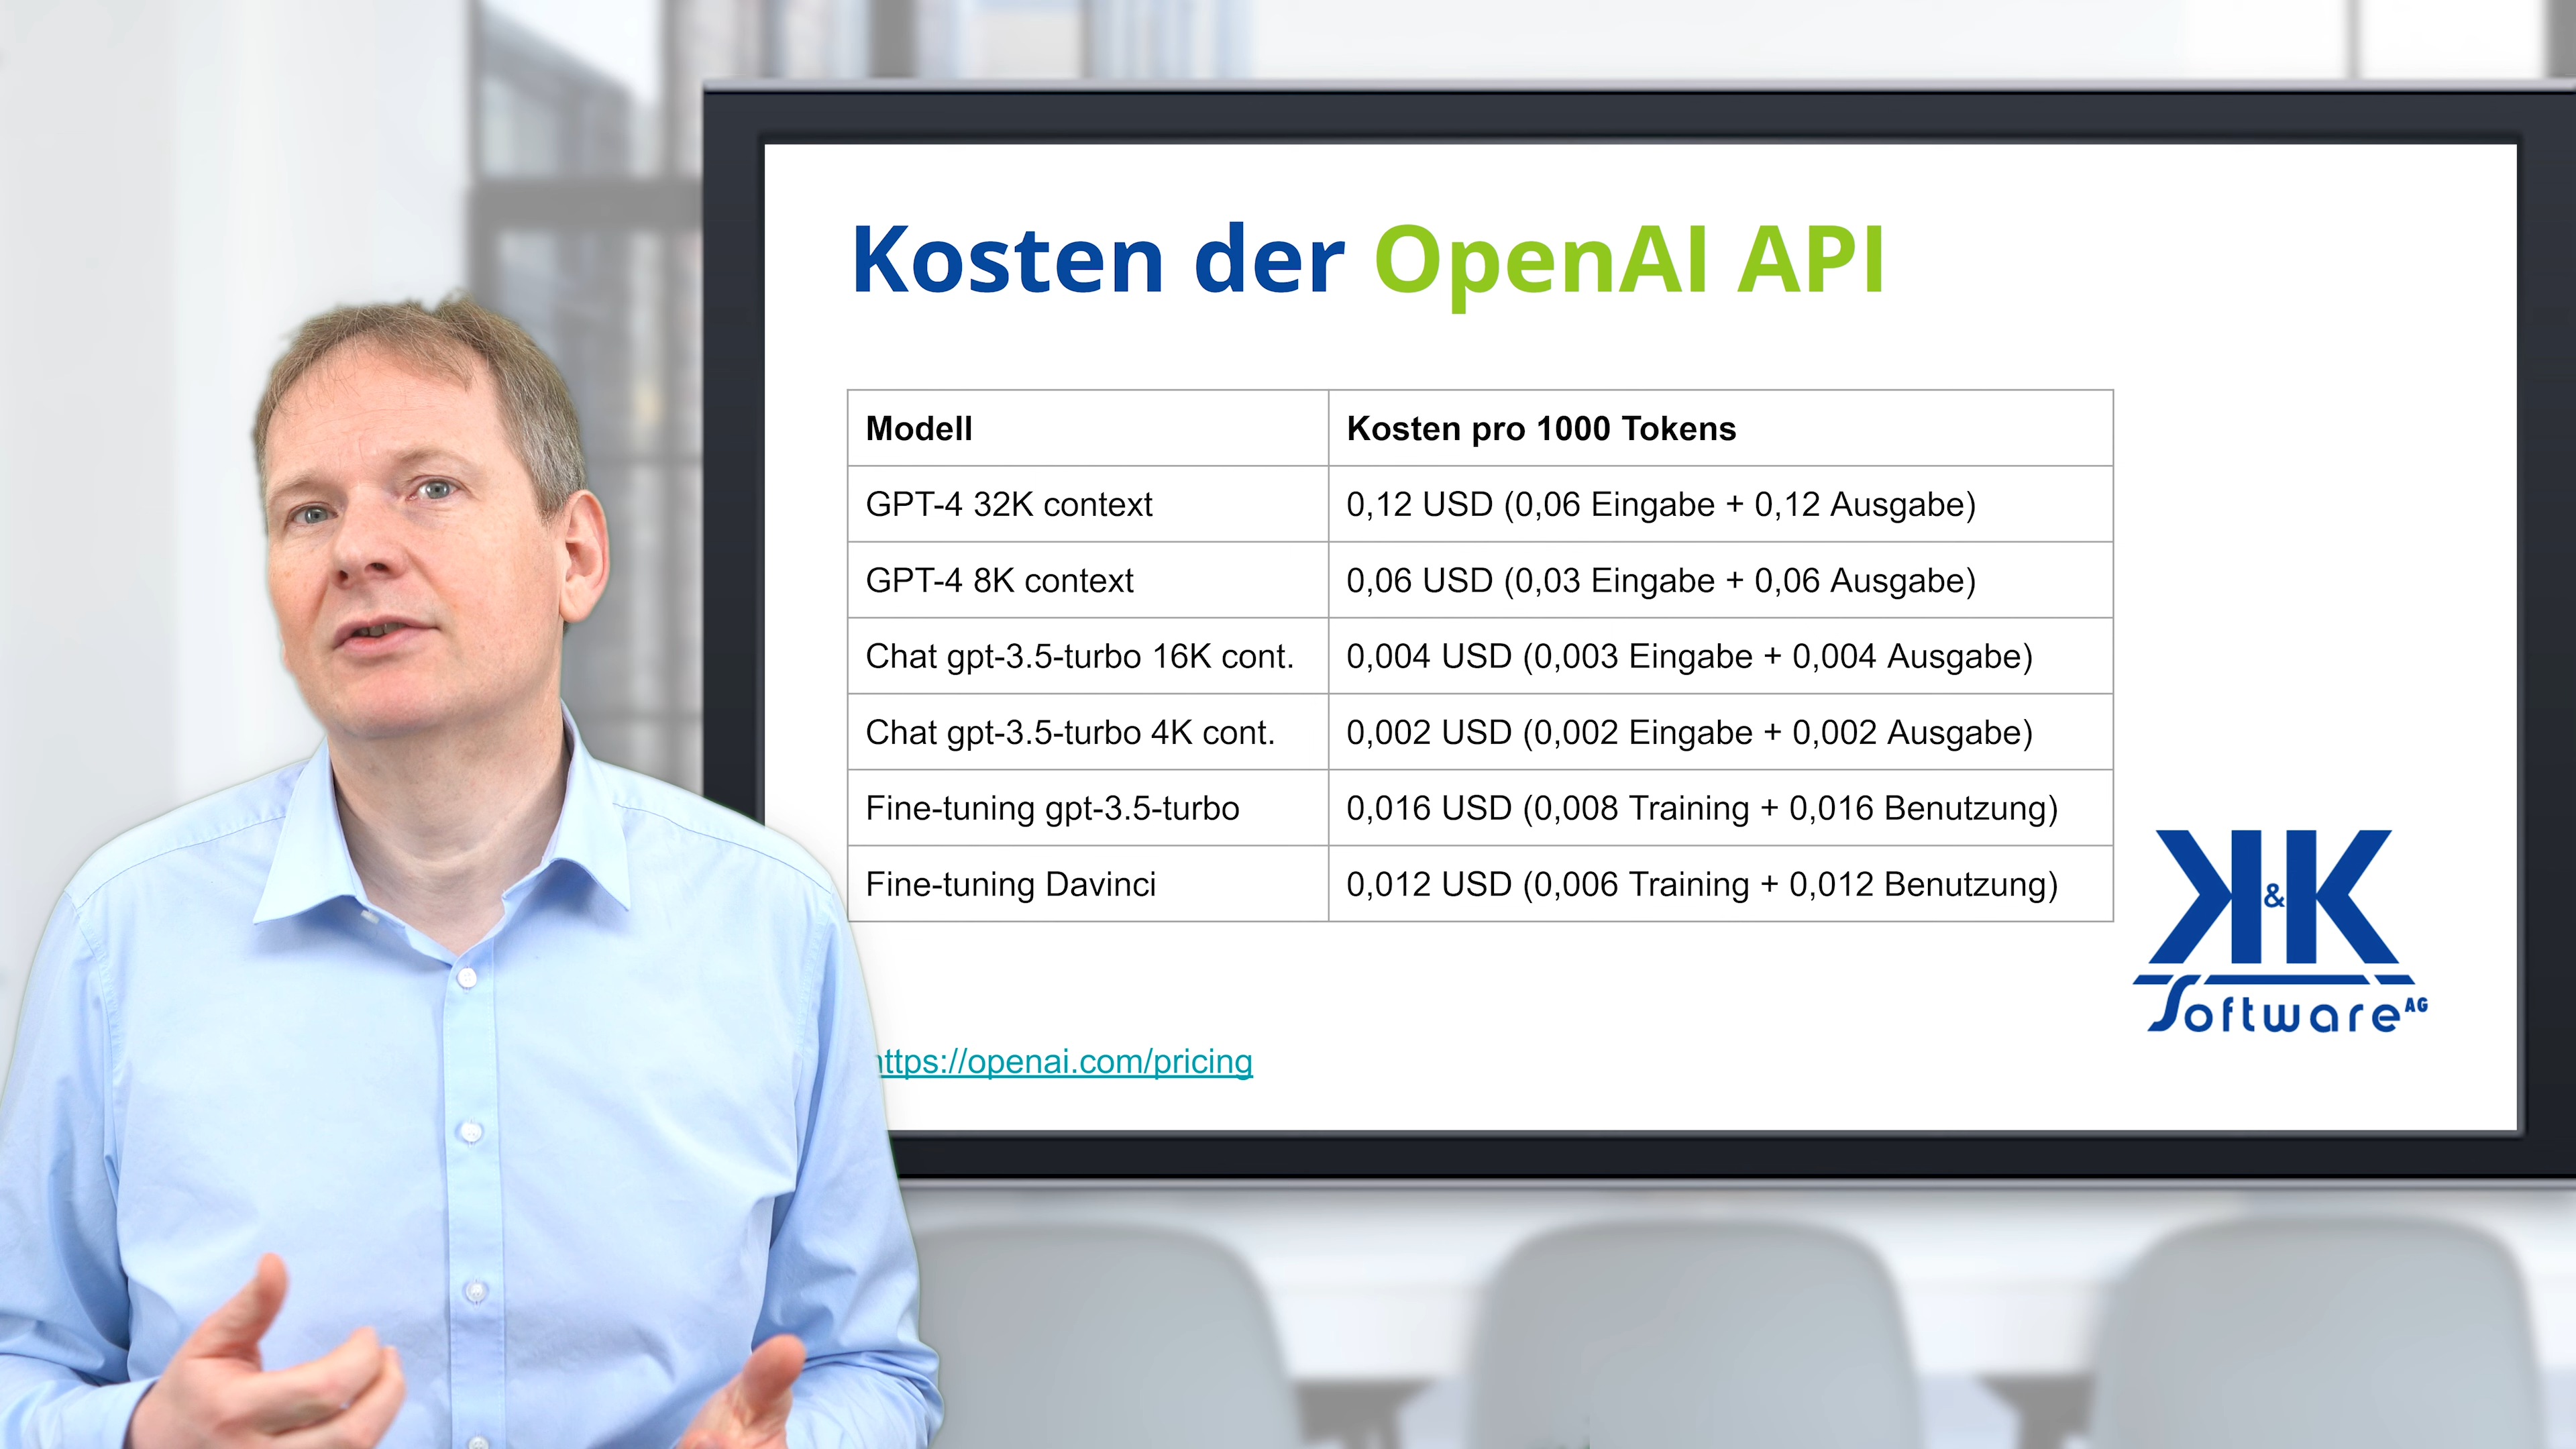 Kosten der OpenAI API
Modell Kosten pro 1000 Tokens
GPT-4 32K context 0,12 USD (0,06 Eingabe + 0,12 Ausgabe)
GPT-4 8K context 0,06 USD (0,03 Eingabe + 0,06 Ausgabe)
Chat gpt-3.5-turbo 16K cont. 0,004 USD (0,003 Eingabe + 0,004 Ausgabe)
Chat gpt-3.5-turbo 4K cont. 0,002 USD (0,002 Eingabe + 0,002 Ausgabe)
Fine-tuning gpt-3.5-turbo 0,016 USD (0,008 Training + 0,016 Benutzung)
Fine-tuning Davinci 0,012 USD (0,006 Training + 0,012 Benutzung)
K&K
Software AG
https://openai.com/pricing